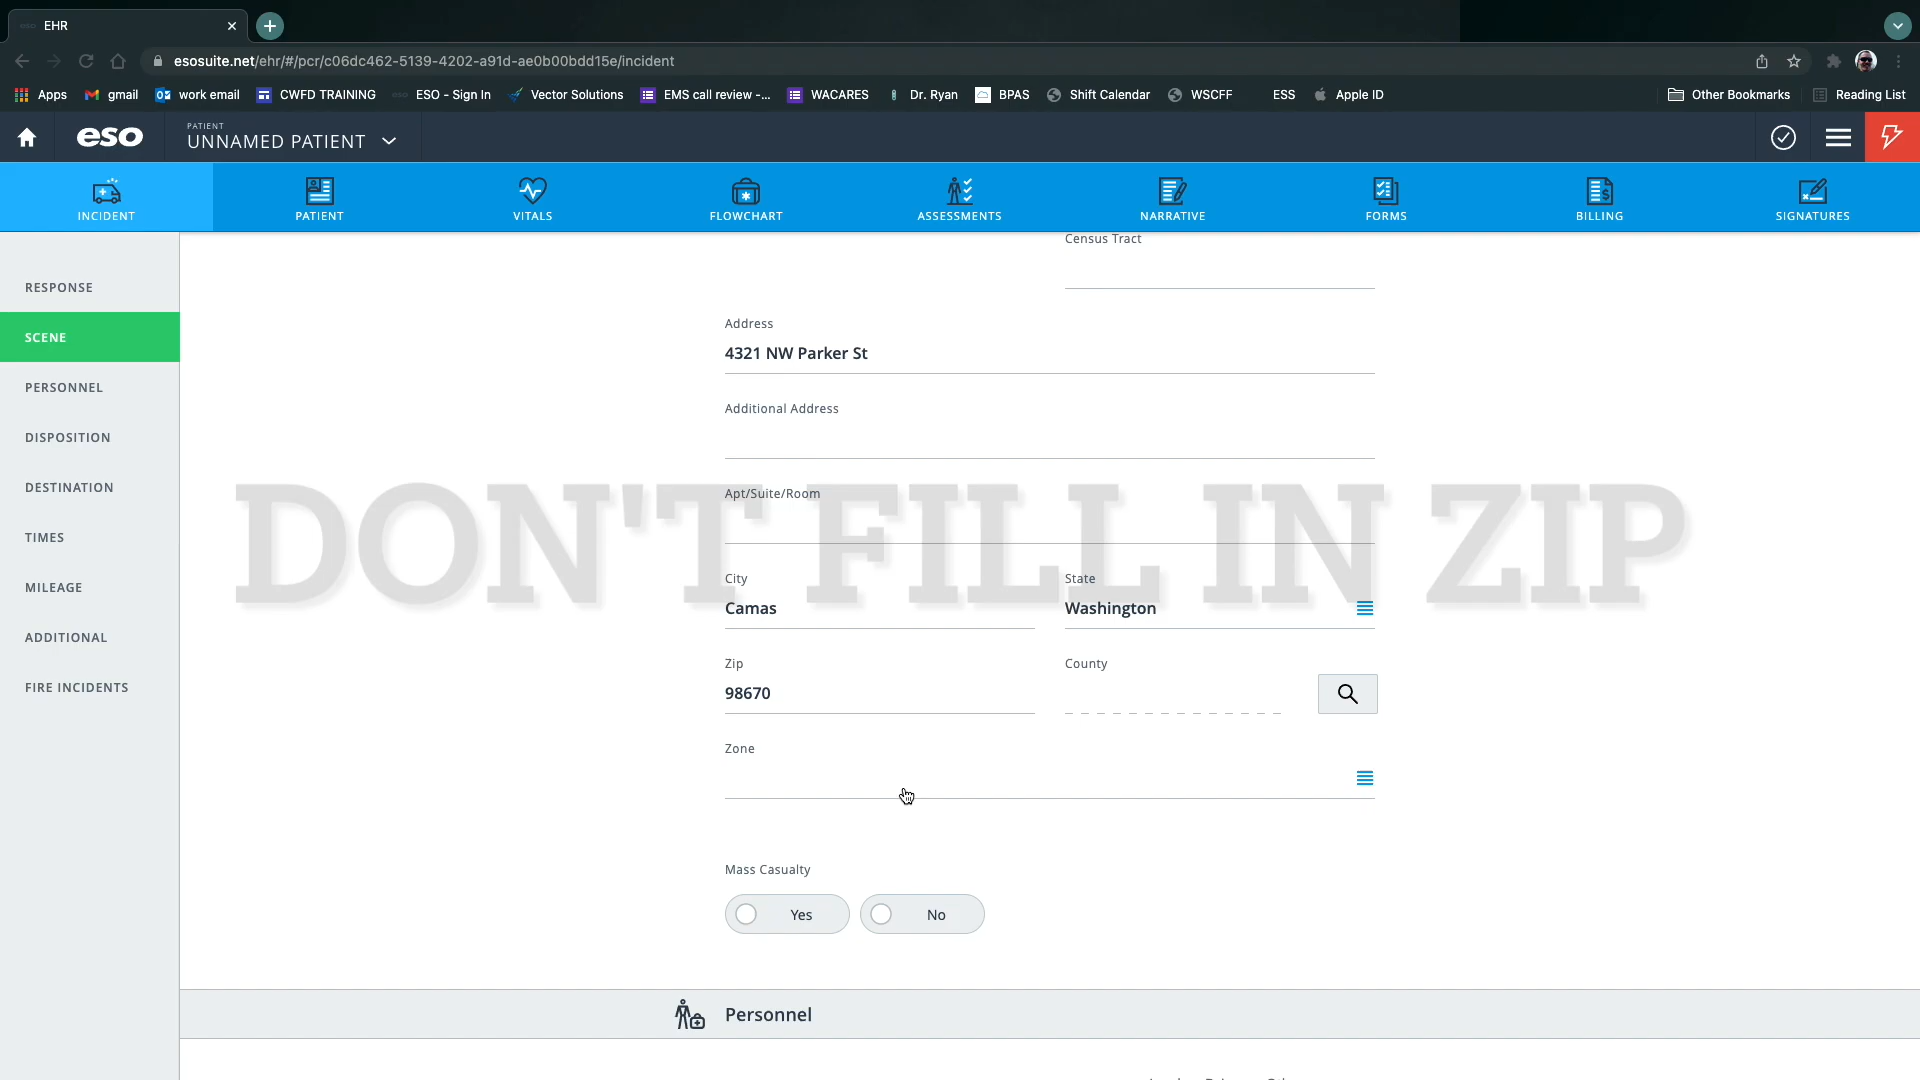 EHR
esosuite.net/ehr/#/pcr/c06dc462-5139-4202-a91d-ae0b00bdd15e/incident
Apps gmail work email CWFD TRAINING ESO - Sign In Vector Solutions EMS call review -... WACARES Dr. Ryan BPAS Shift Calendar WSCFF ESS Apple ID Other Bookmarks Reading List
eso
PATIENT
UNNAMED PATIENT
INCIDENT PATIENT VITALS FLOWCHART ASSESSMENTS NARRATIVE FORMS BILLING SIGNATURES
RESPONSE
SCENE
PERSONNEL
DISPOSITION
DESTINATION
TIMES
MILEAGE
ADDITIONAL
FIRE INCIDENTS
Census Tract
Address
4321 NW Parker St
Additional Address
Apt/Suite/Room
DON'T FILL IN ZIP
City State
Camas Washington
Zip County
98670
Zone
Mass Casualty
Yes No
Personnel